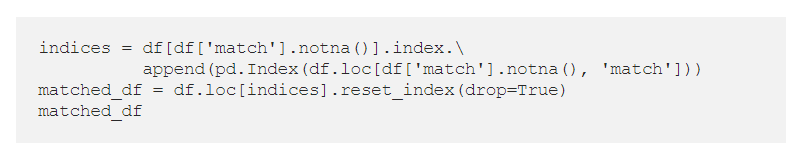 indices = df[df['match'].notna()].index.\
append(pd.Index(df.loc[df['match'].notna(), 'match']))
matched_df = df.loc[indices].reset_index(drop=True)
matched_df